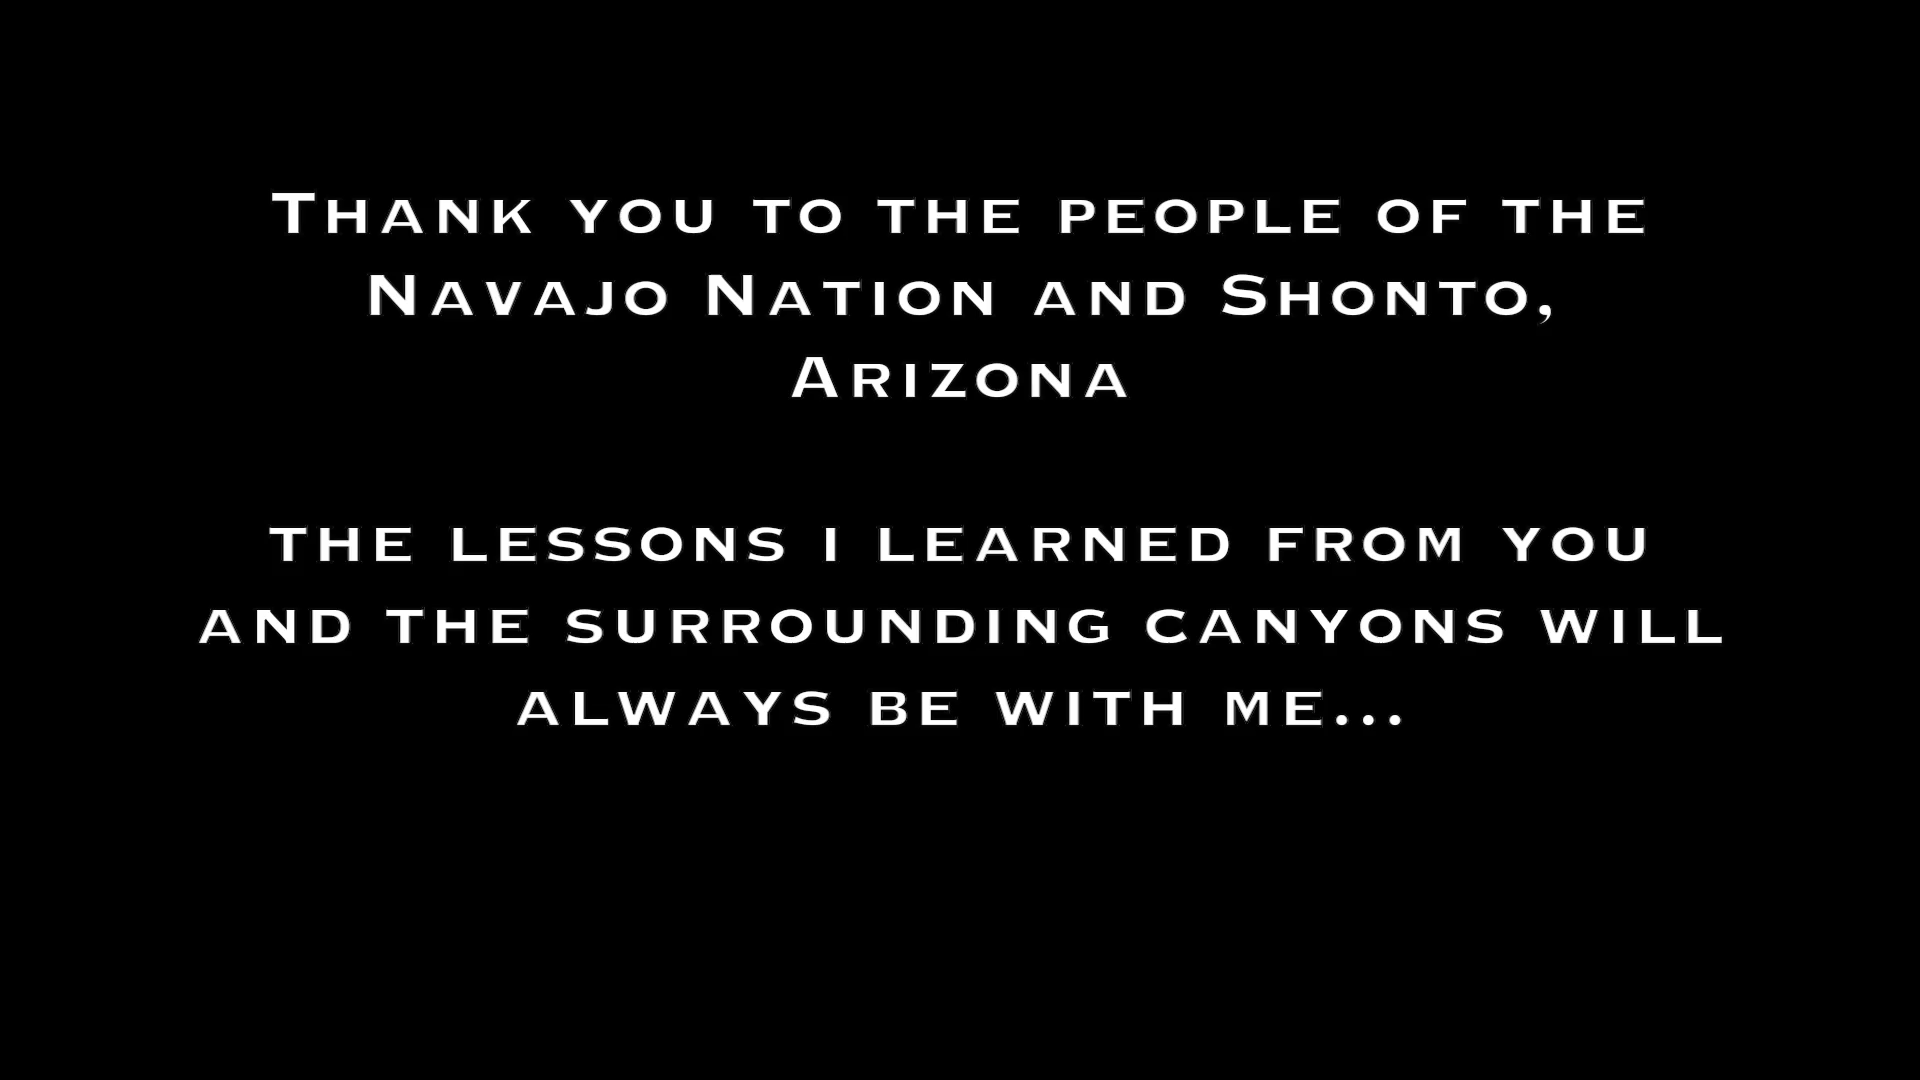 Thank you to the people of the
Navajo Nation and Shonto,
Arizona
the lessons i learned from you
and the surrounding canyons will
always be with me...